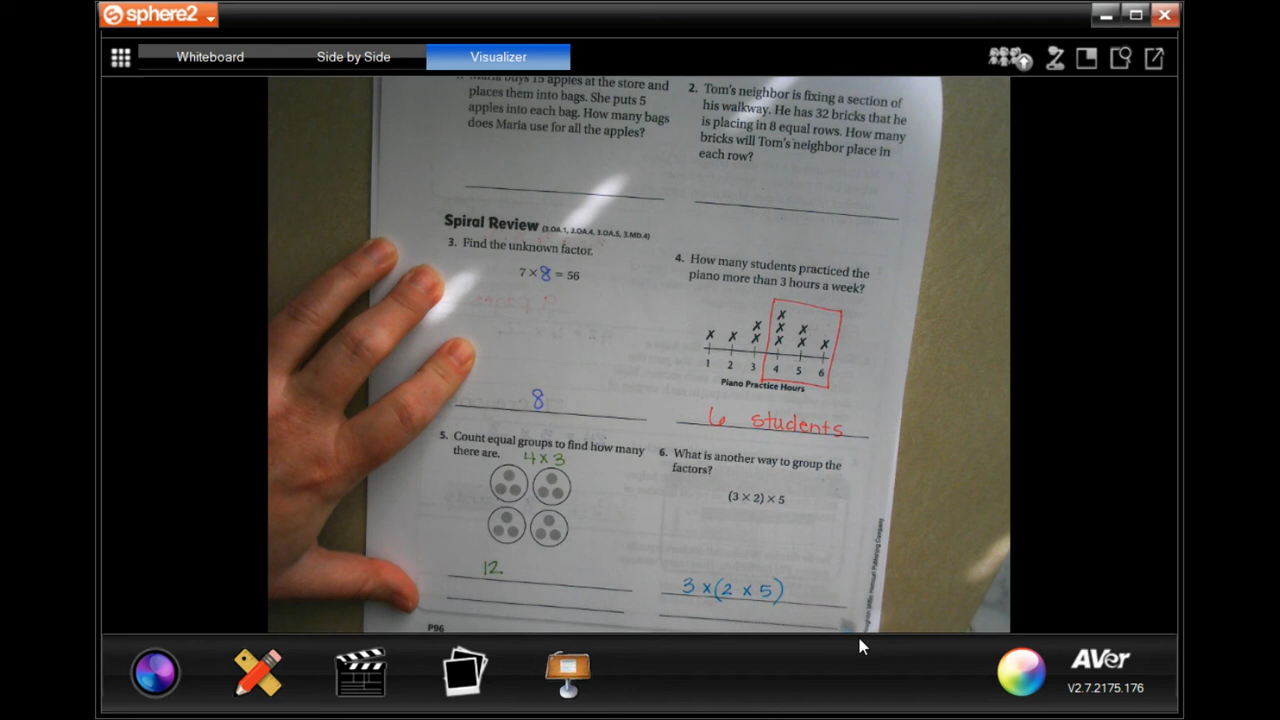 sphere2
Whiteboard Side by Side Visualizer
1. Maria buys 15 apples at the store and
places them into bags. She puts 5
apples into each bag. How many bags
does Maria use for all the apples?
2. Tom's neighbor is fixing a section of
his walkway. He has 32 bricks that he
is placing in 8 equal rows. How many
bricks will Tom's neighbor place in
each row?
Spiral Review (3.OA.1, 3.OA.4, 3.OA.5, 3.MD.4)
3. Find the unknown factor.
7 × 8 = 56
8
4. How many students practiced the
piano more than 3 hours a week?
X
X X X
X X X X X X
1 2 3 4 5 6
Piano Practice Hours
6 students
5. Count equal groups to find how many
there are. 4 x 3
12
6. What is another way to group the
factors?
(3 × 2) × 5
3 x (2 x 5)
P96
Publishing Company
AVer
V2.7.2175.176